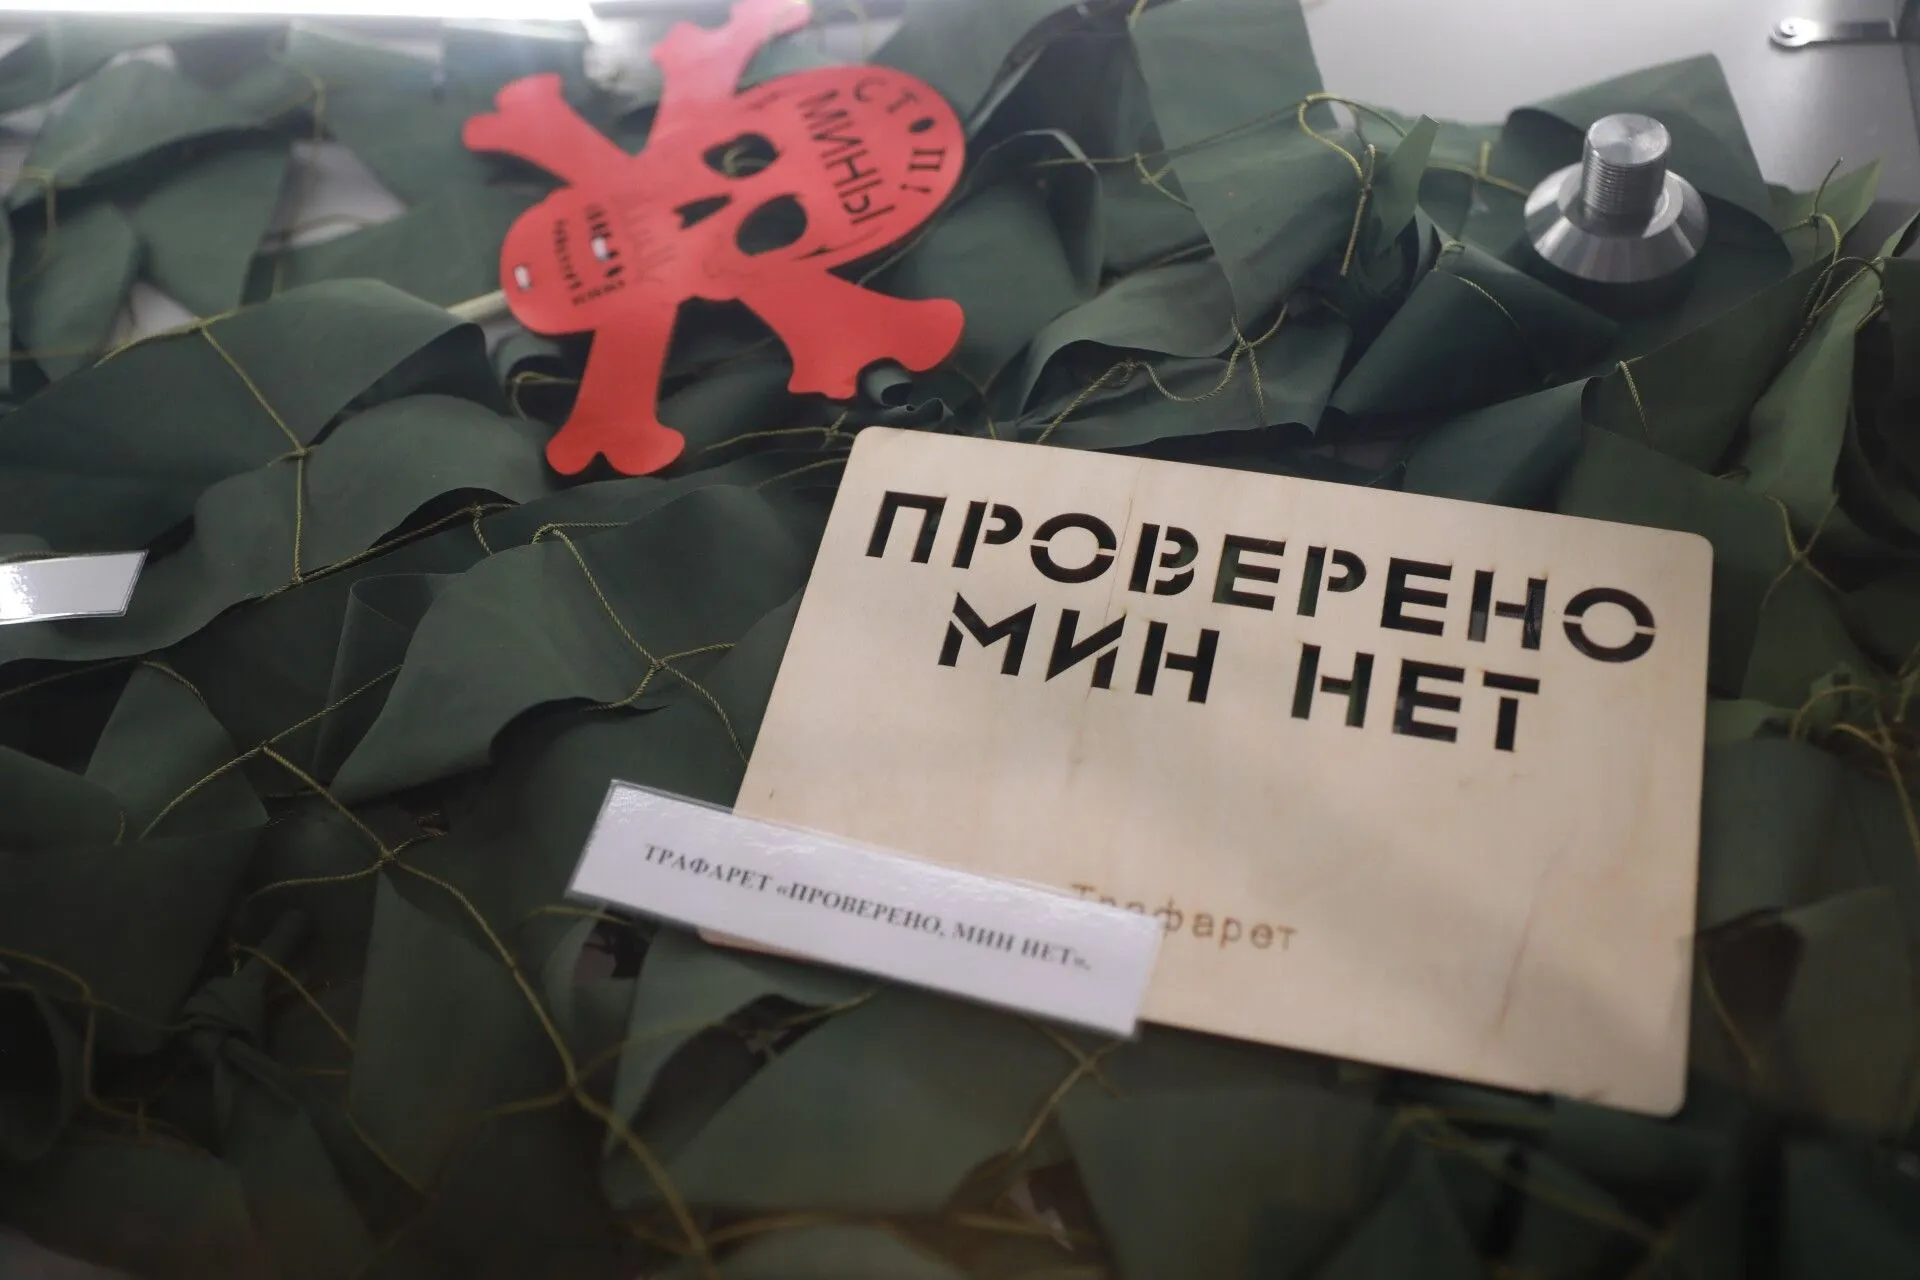 СТОП!
МИНЫ
ПРОВЕРЕНО
МИН НЕТ
Трафарет
ТРАФАРЕТ «ПРОВЕРЕНО, МИН НЕТ».